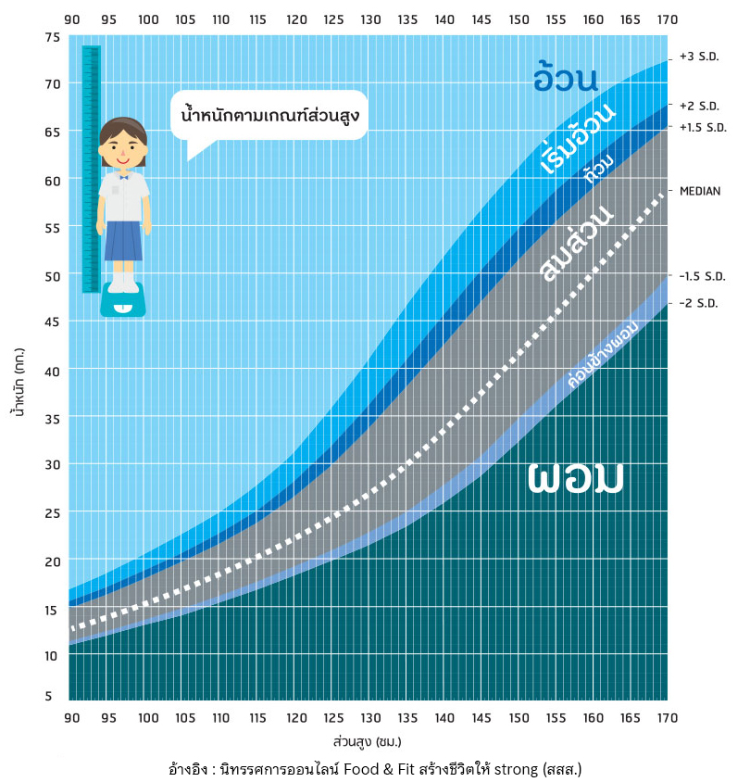 90 95 100 105 110 115 120 125 130 135 140 145 150 155 160 165 170
75
70
65
60
55
50
45
40
35
30
25
20
15
10
5
น้ำหนัก (กก.)
น้ำหนักตามเกณฑ์ส่วนสูง
อ้วน
เริ่มอ้วน
ท้วม
สมส่วน
ค่อนข้างผอม
ผอม
+3 S.D.
+2 S.D.
+1.5 S.D.
MEDIAN
-1.5 S.D.
-2 S.D.
90 95 100 105 110 115 120 125 130 135 140 145 150 155 160 165 170
ส่วนสูง (ซม.)
อ้างอิง : นิทรรศการออนไลน์ Food & Fit สร้างชีวิตให้ strong (สสส.)